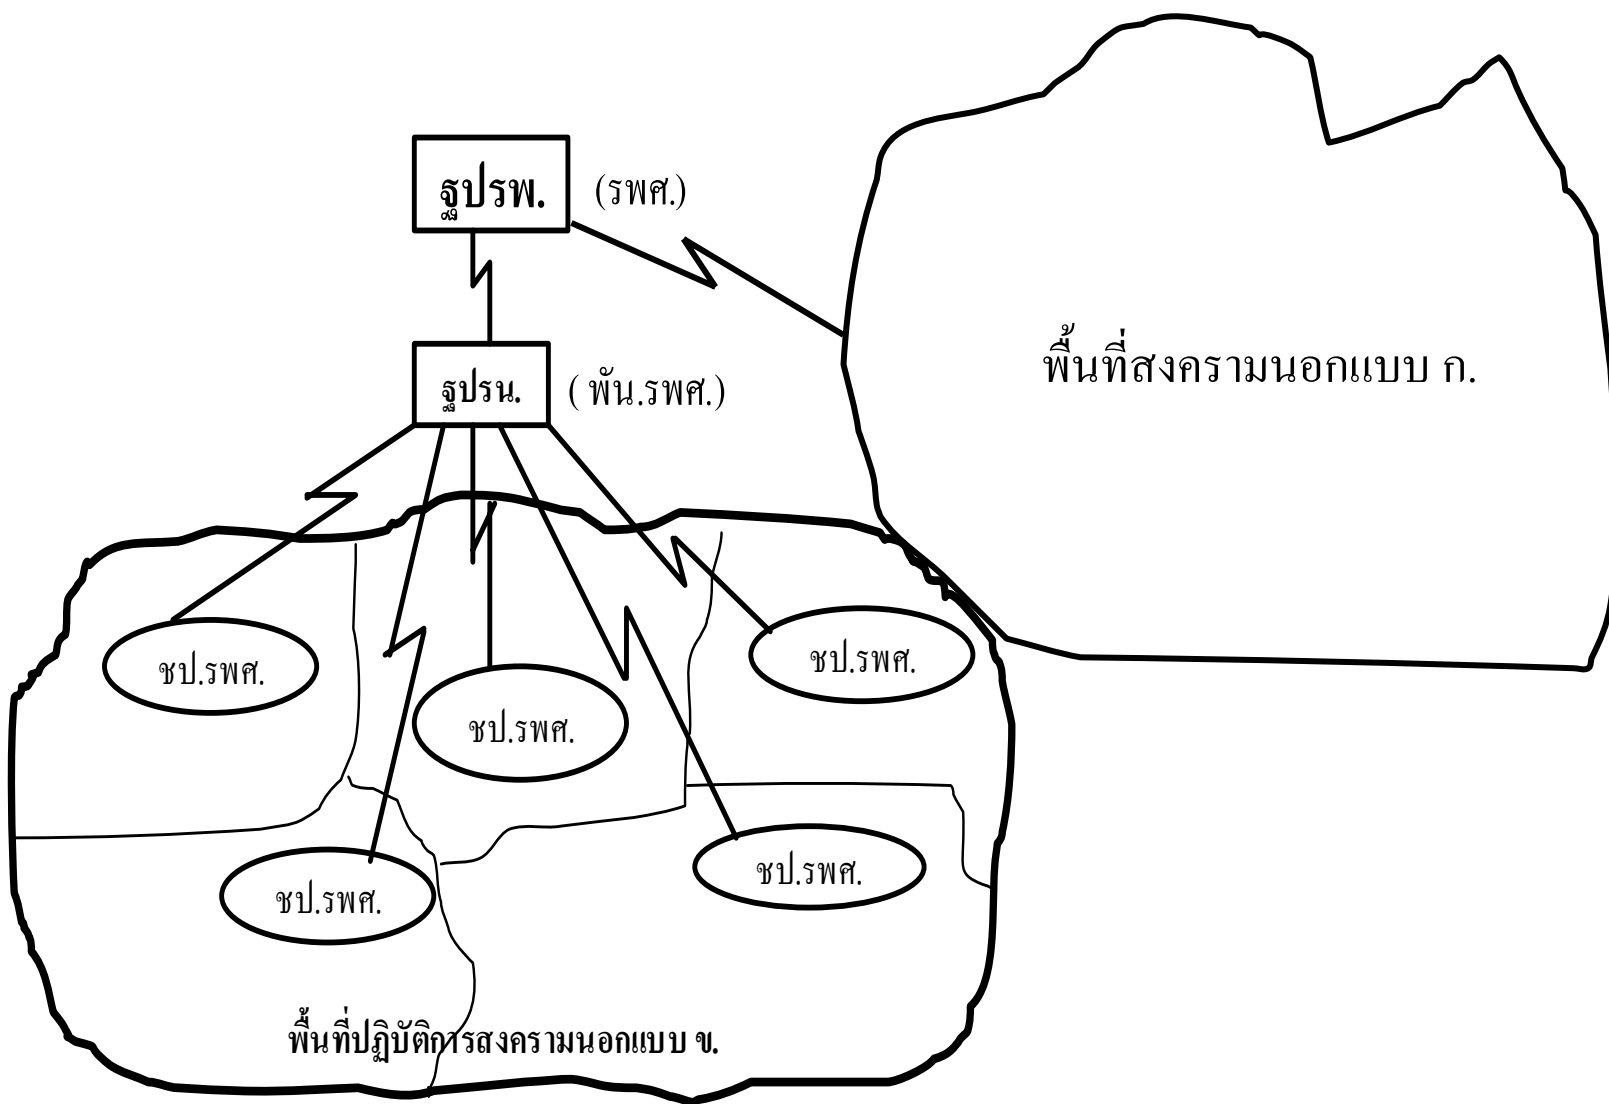 ฐปรพ. (รพศ.)
พื้นที่สงครามนอกแบบ ก.
ฐปรน. ( พัน.รพศ.)
ชป.รพศ.
ชป.รพศ.
ชป.รพศ.
ชป.รพศ.
ชป.รพศ.
พื้นที่ปฏิบัติการสงครามนอกแบบ ข.